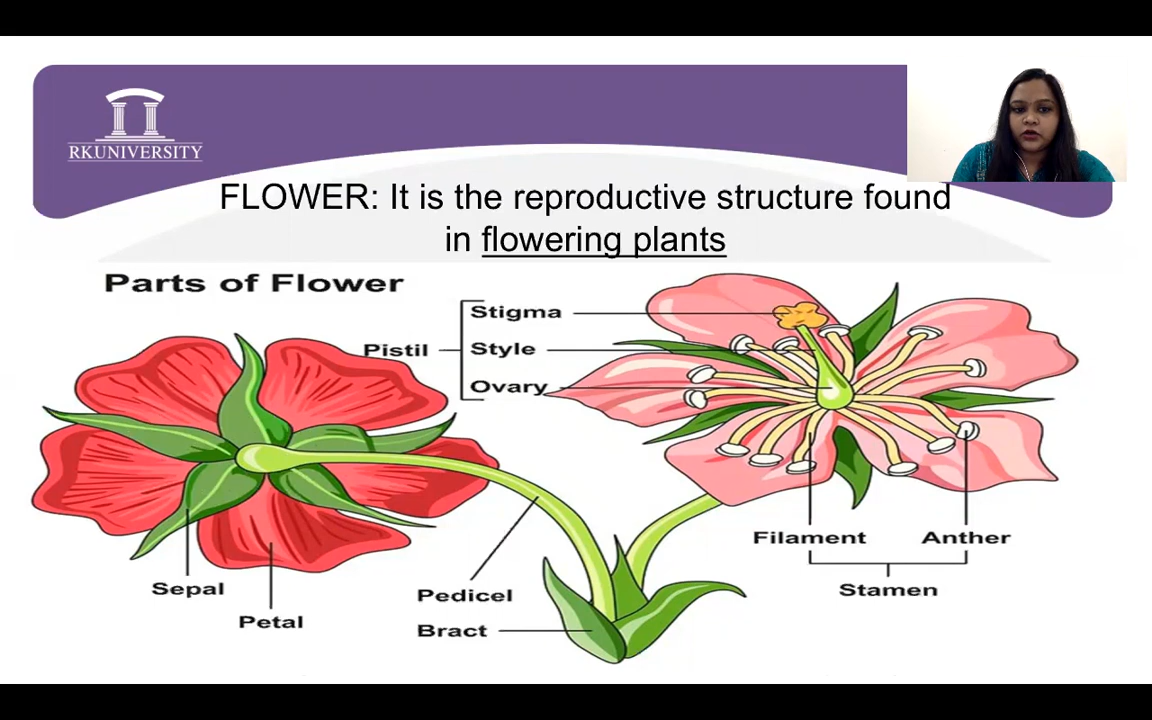 RKUNIVERSITY
FLOWER: It is the reproductive structure found
in flowering plants
Parts of Flower
Stigma
Pistil
Style
Ovary
Filament
Anther
Stamen
Sepal
Petal
Pedicel
Bract